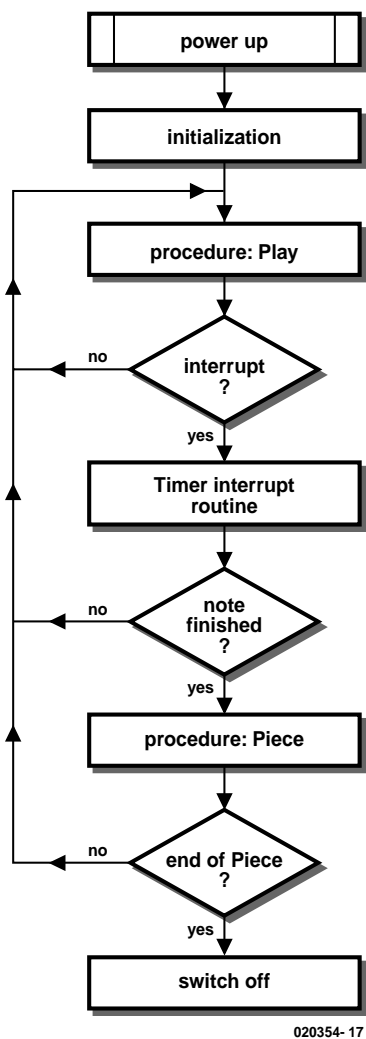 power up
initialization
procedure: Play
interrupt
?
no
yes
Timer interrupt
routine
note
finished
?
no
yes
procedure: Piece
end of Piece
?
no
yes
switch off
020354- 17